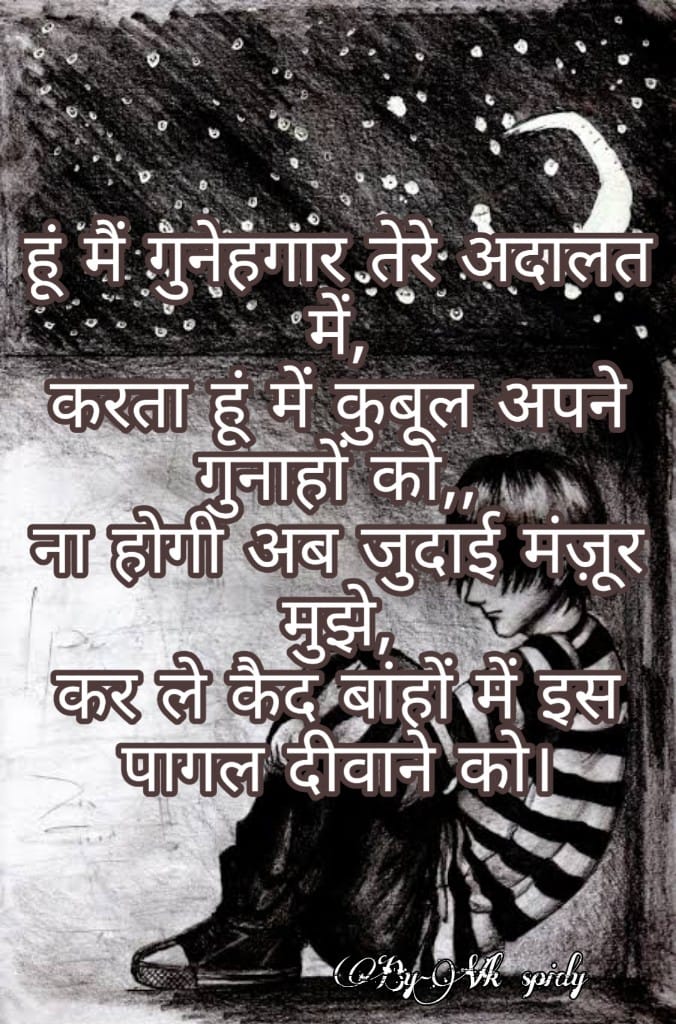 हूं मैं गुनेहगार तेरे अदालत
में,
करता हूं में क़ुबूल अपने
गुनाहों को,,
ना होगी अब जुदाई मंज़ूर
मुझे,
कर ले कैद बांहों में इस
पागल दीवाने को।
By-Vk spidy